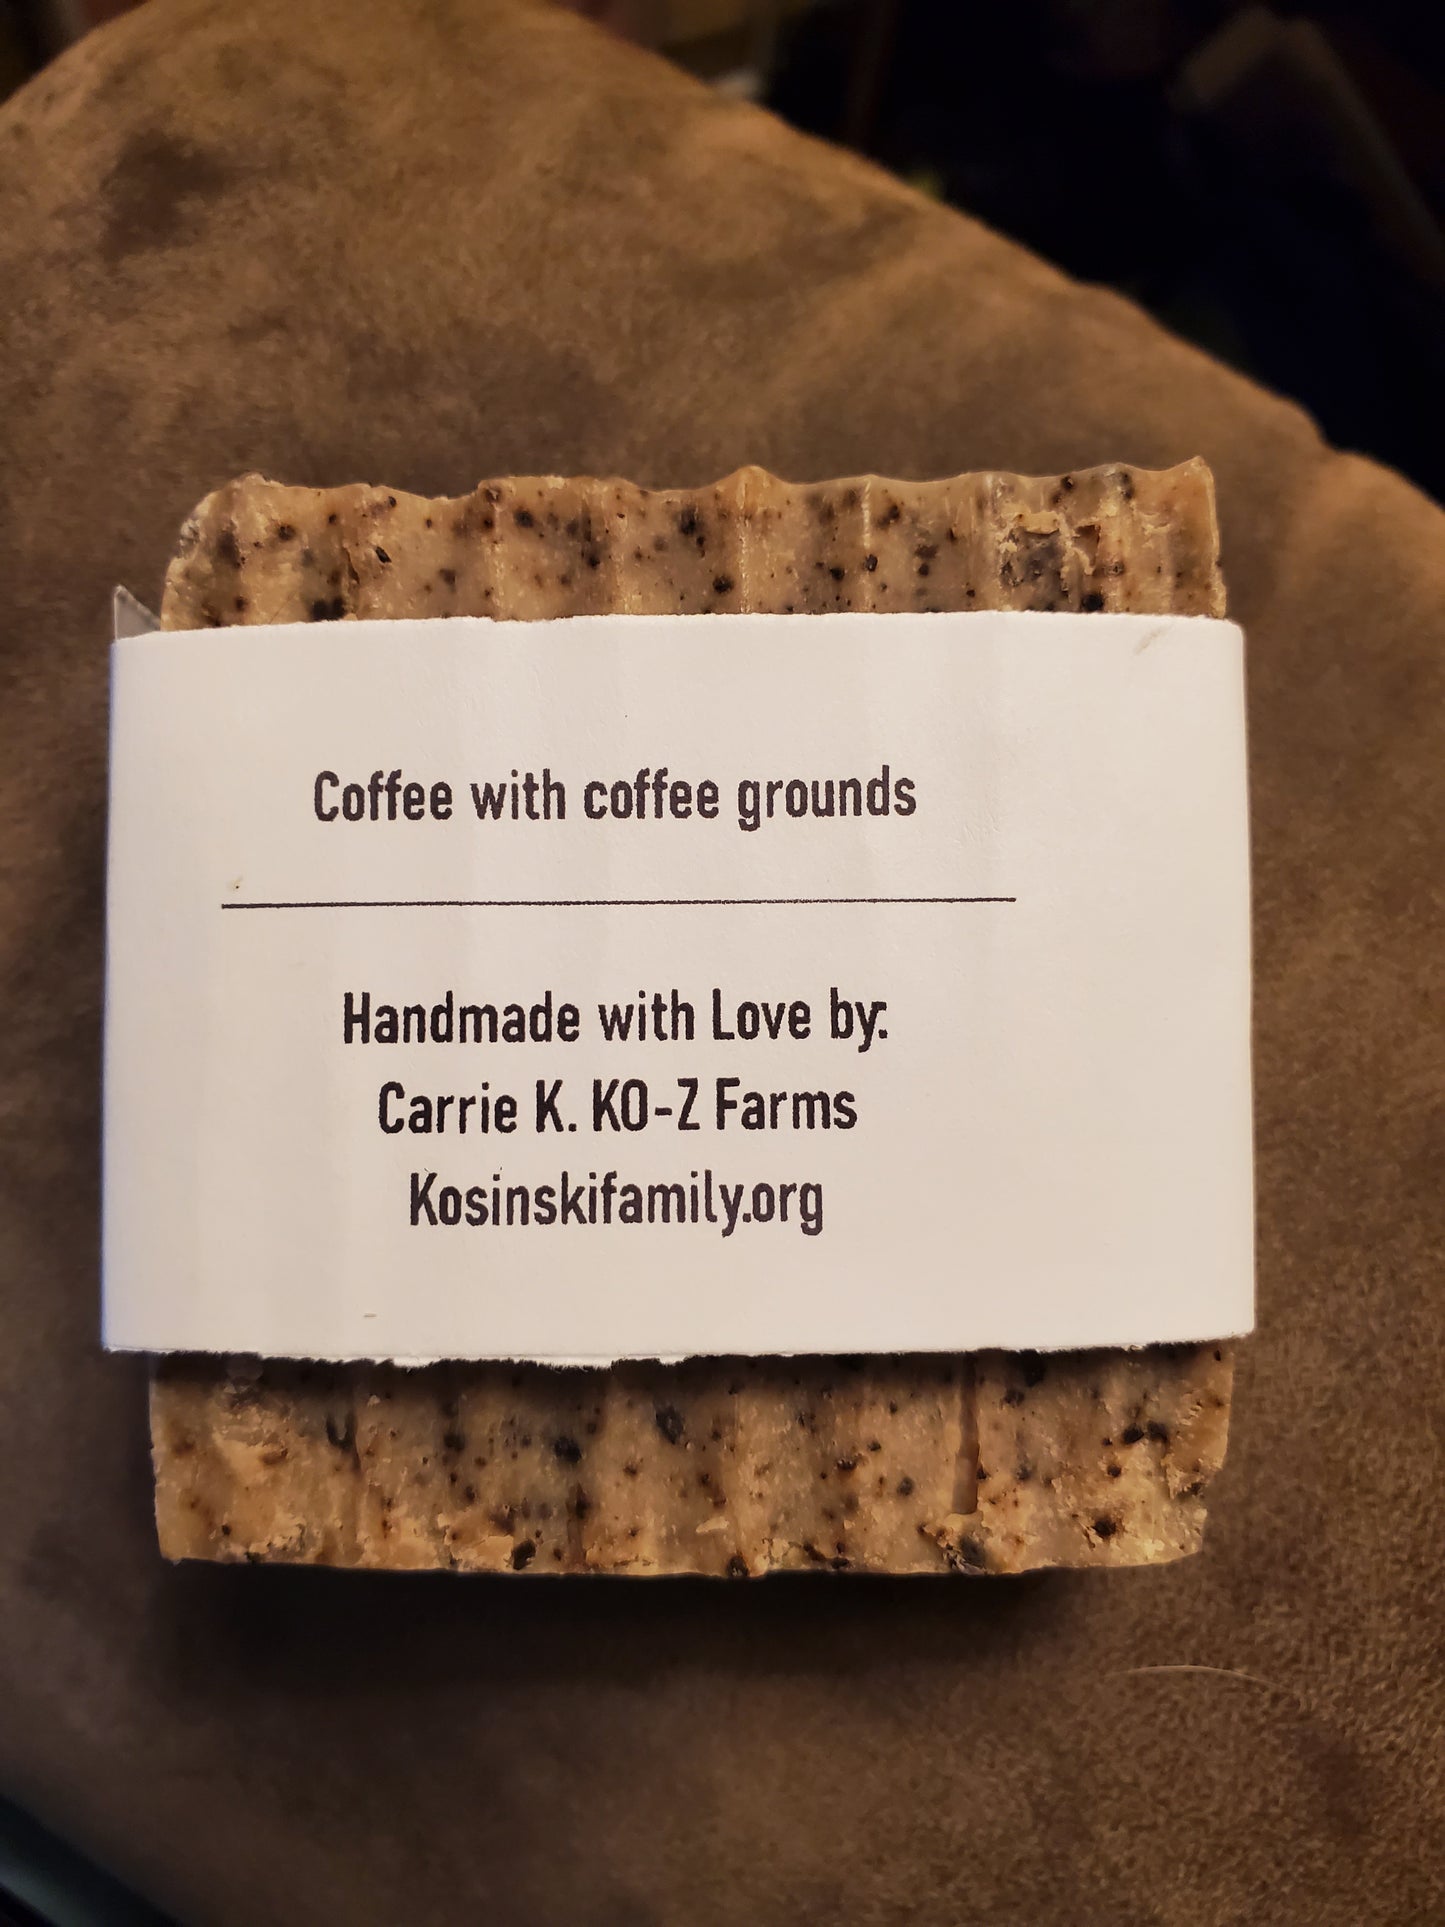 Coffee with coffee grounds
Handmade with Love by:
Carrie K. KO-Z Farms
Kosinskifamily.org